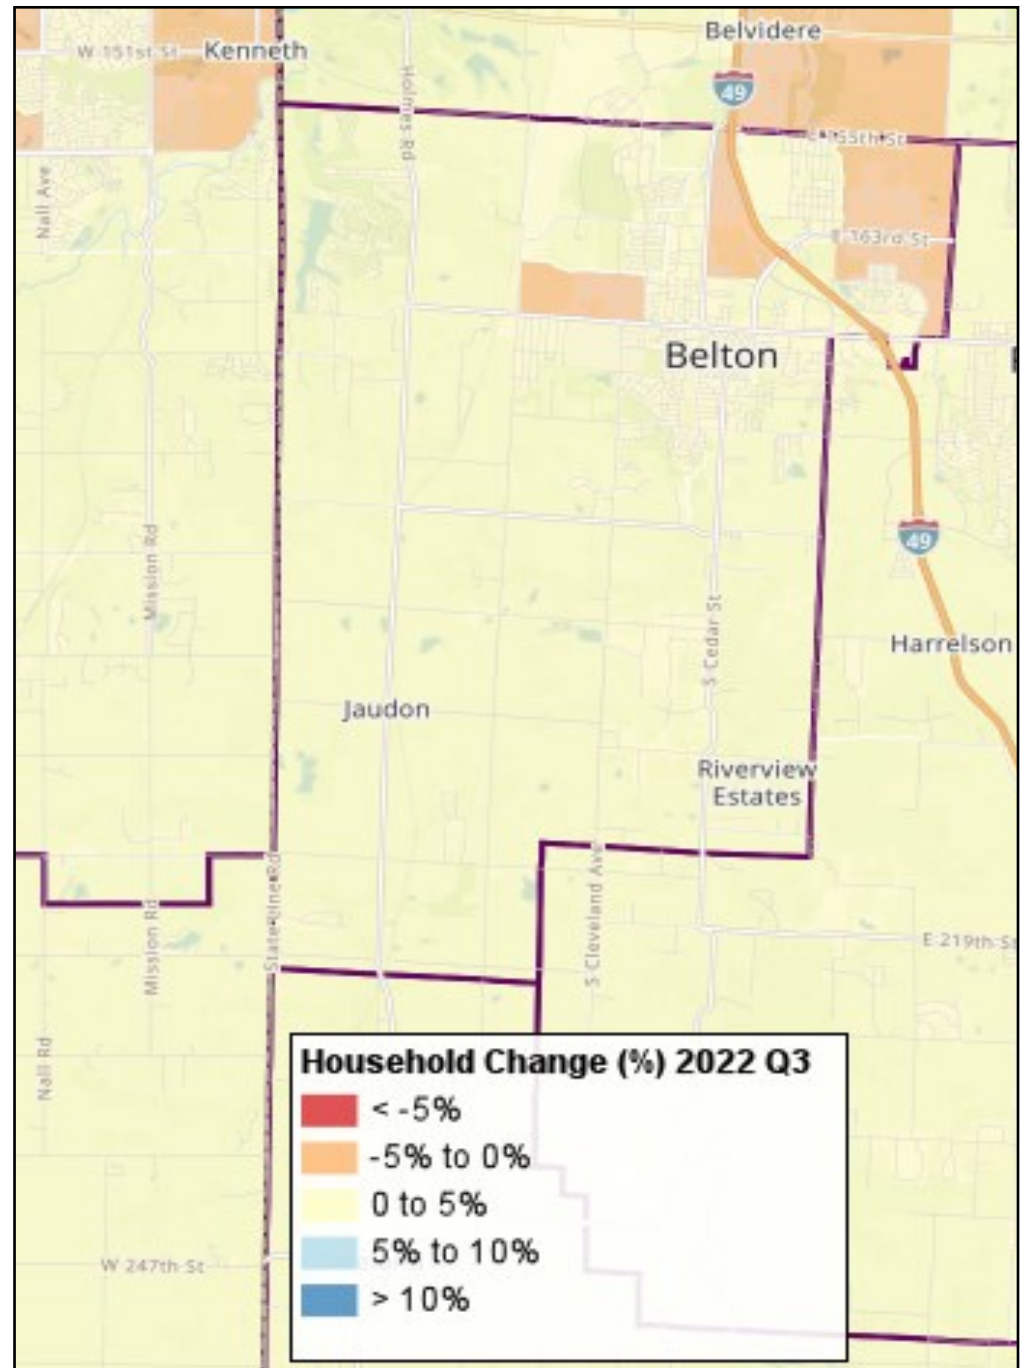 Belvidere
W 151st St
Kenneth
49
Holmes Rd
E 155th St
Nall Ave
E 163rd St
Belton
Mission Rd
49
S Cedar St
Harrelson
Jaudon
Riverview
Estates
State Line Rd
S Cleveland Ave
Mission Rd
E 219th St
Nall Rd
Household Change (%) 2022 Q3
< -5%
-5% to 0%
0 to 5%
5% to 10%
> 10%
W 247th St